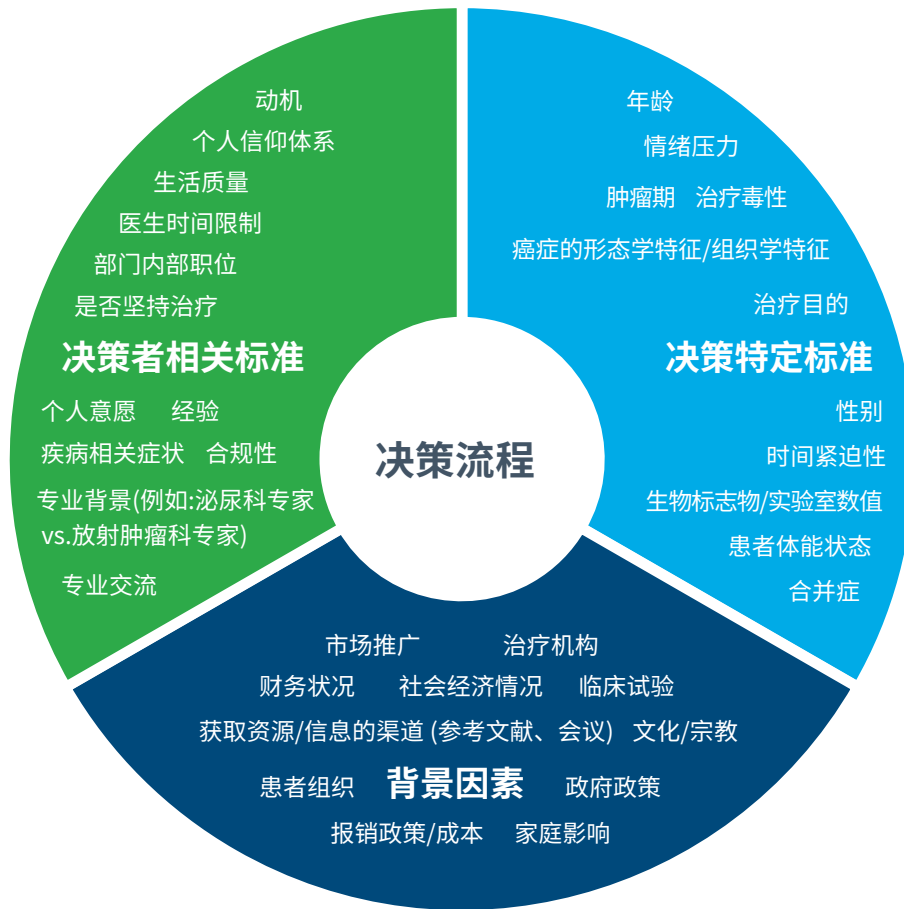 动机
个人信仰体系
生活质量
医生时间限制
部门内部职位
是否坚持治疗
决策者相关标准
个人意愿 经验
疾病相关症状 合规性
专业背景(例如:泌尿科专家
vs.放射肿瘤科专家)
专业交流
年龄
情绪压力
肿瘤期 治疗毒性
癌症的形态学特征/组织学特征
治疗目的
决策特定标准
性别
时间紧迫性
生物标志物/实验室数值
患者体能状态
合并症
决策流程
市场推广 治疗机构
财务状况 社会经济情况 临床试验
获取资源/信息的渠道 (参考文献、会议) 文化/宗教
患者组织 背景因素 政府政策
报销政策/成本 家庭影响